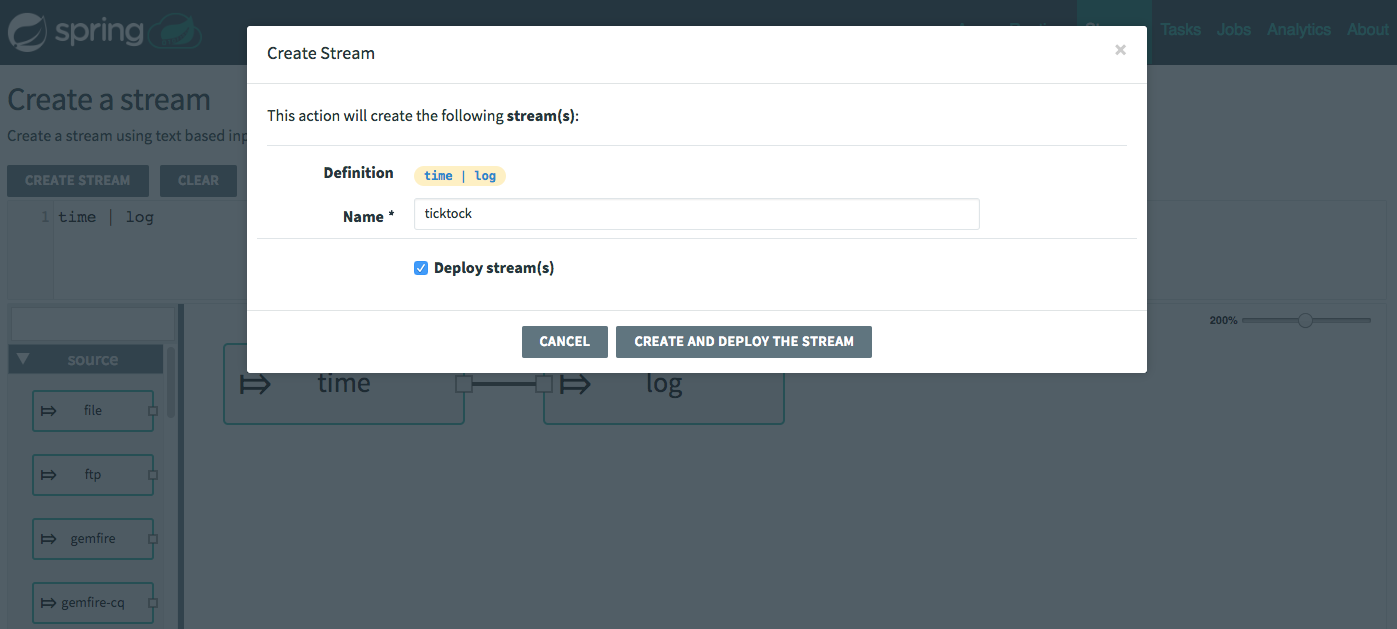 spring
Tasks Jobs Analytics About
Create Stream ×
Create a stream
This action will create the following stream(s):
Create a stream using text based
Definition time | log
CREATE STREAM CLEAR
Name * ticktock
1 time | log
Deploy stream(s)
200%
CANCEL CREATE AND DEPLOY THE STREAM
source
time log
file
ftp
gemfire
gemfire-cq